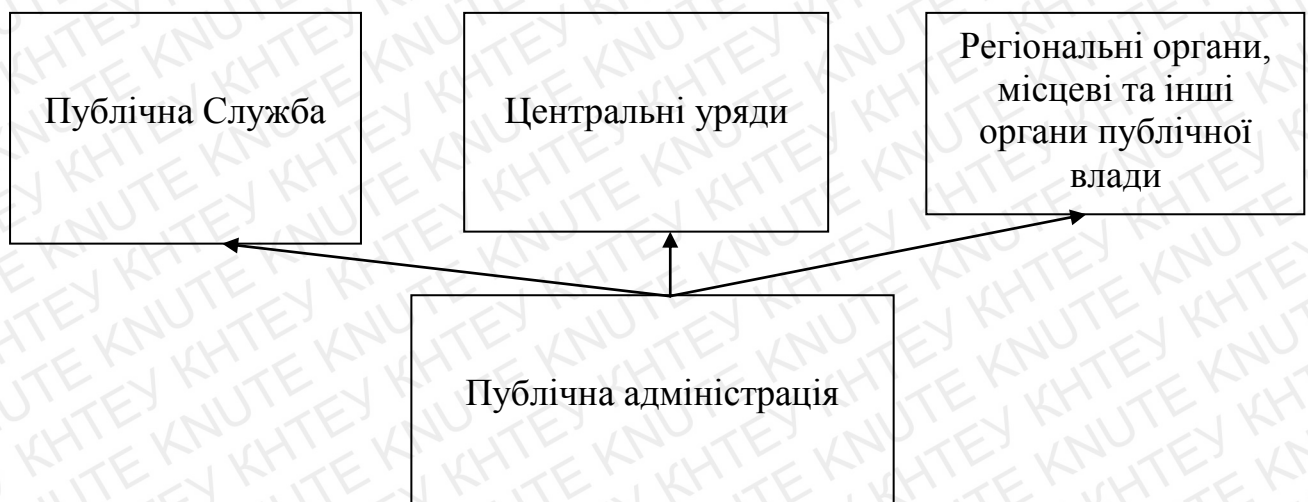 Публічна Служба
Центральні уряди
Регіональні органи,
місцеві та інші
органи публічної
влади
Публічна адміністрація